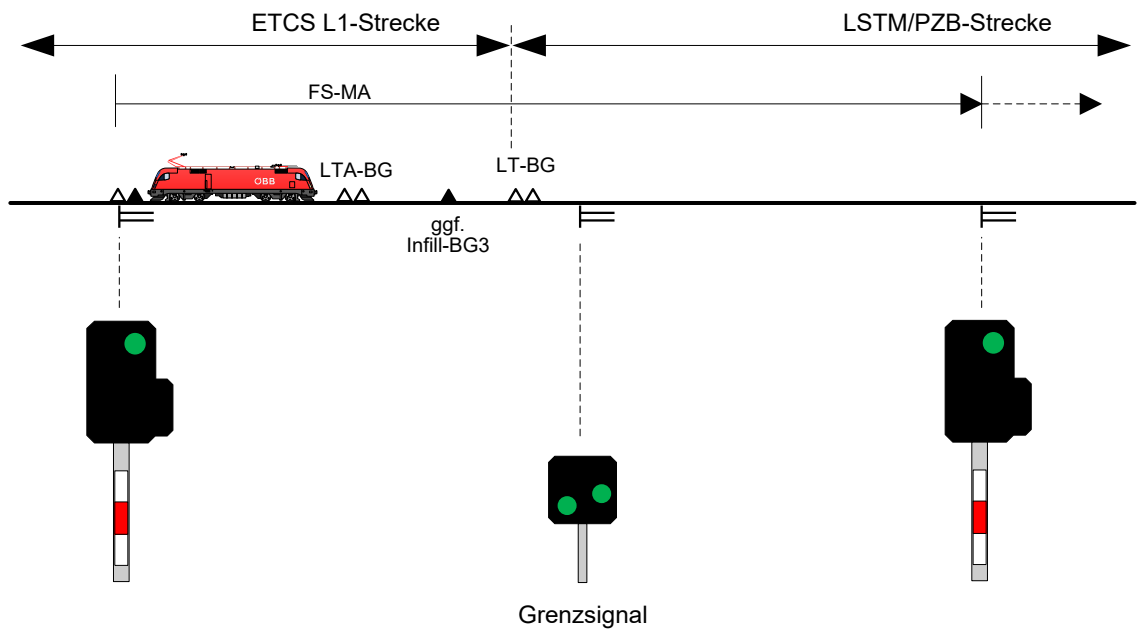 ETCS L1-Strecke
LSTM/PZB-Strecke
FS-MA
LTA-BG
LT-BG
ÖBB
ggf.
Infill-BG3
Grenzsignal